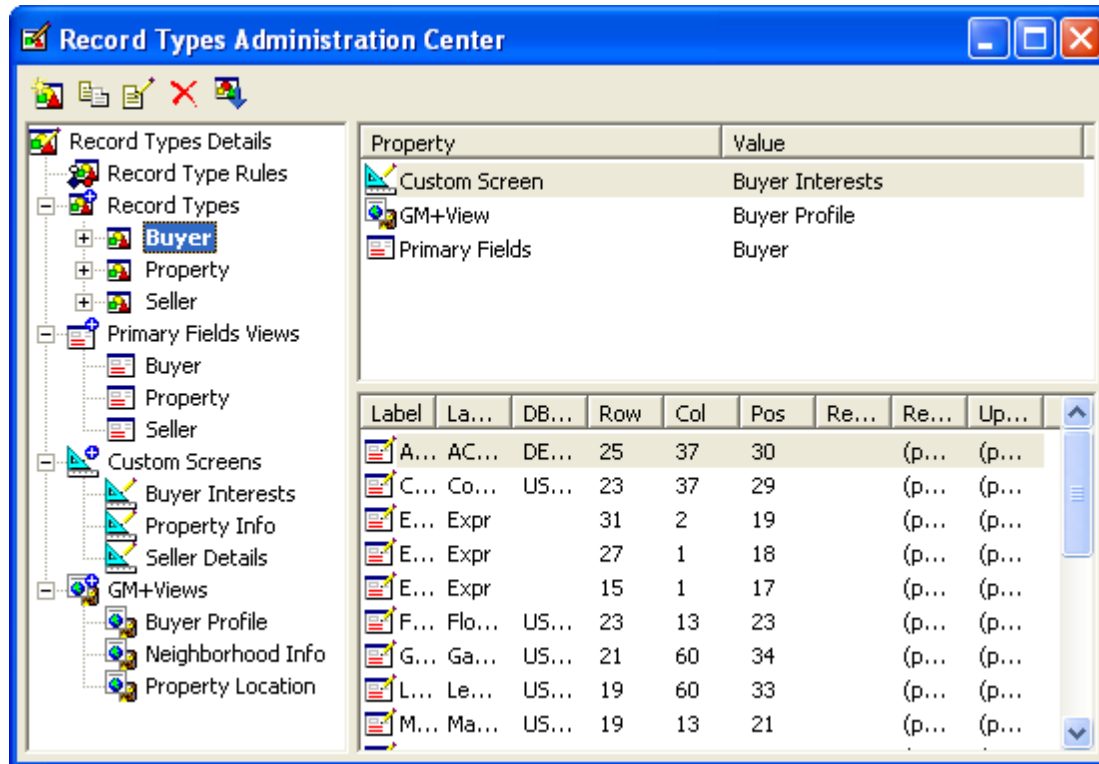 Record Types Administration Center
Record Types Details
Record Type Rules
Record Types
Buyer
Property
Seller
Primary Fields Views
Buyer
Property
Seller
Custom Screens
Buyer Interests
Property Info
Seller Details
GM+Views
Buyer Profile
Neighborhood Info
Property Location
Property Value
Custom Screen Buyer Interests
GM+View Buyer Profile
Primary Fields Buyer
Label La... DB... Row Col Pos Re... Re... Up...
A... AC... DE... 25 37 30 (p... (p...
C... Co... US... 23 37 29 (p... (p...
E... Expr 31 2 19 (p... (p...
E... Expr 27 1 18 (p... (p...
E... Expr 15 1 17 (p... (p...
F... Flo... US... 23 13 23 (p... (p...
G... Ga... US... 21 60 34 (p... (p...
L... Le... US... 19 60 33 (p... (p...
M... Ma... US... 19 13 21 (p... (p...